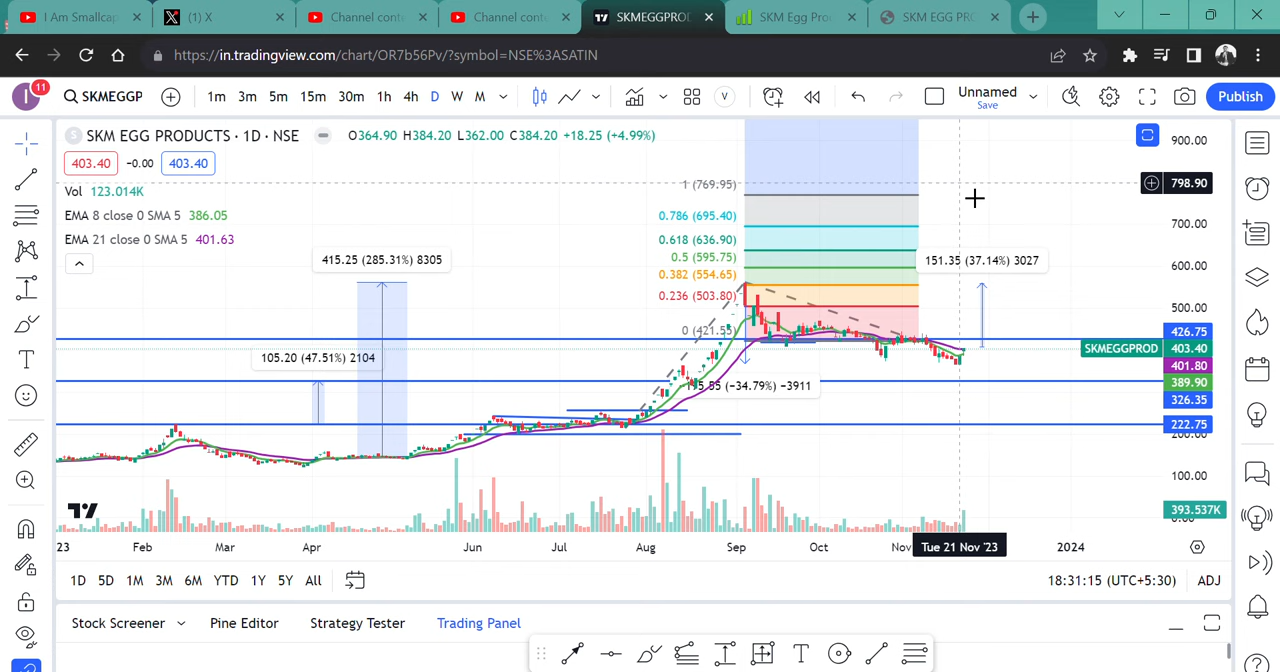 I Am Smallcap
(1) X
Channel cont
Channel cont
SKMEGGPROD
SKM Egg Pro
SKM EGG PR
https://in.tradingview.com/chart/OR7b56Pv/?symbol=NSE%3ASATIN
I
11
SKMEGGP
1m 3m 5m 15m 30m 1h 4h D W M
V
Unnamed
Save
Publish
S
SKM EGG PRODUCTS · 1D · NSE
O364.90 H384.20 L362.00 C384.20 +18.25 (+4.99%)
403.40 -0.00 403.40
Vol 123.014K
EMA 8 close 0 SMA 5 386.05
EMA 21 close 0 SMA 5 401.63
415.25 (285.31%) 8305
105.20 (47.51%) 2104
1 (769.95)
0.786 (695.40)
0.618 (636.90)
0.5 (595.75)
0.382 (554.65)
0.236 (503.80)
0 (421.55)
(−34.79%) −3911
151.35 (37.14%) 3027
900.00
798.90
700.00
600.00
500.00
426.75
SKMEGGPROD 403.40
401.80
389.90
326.35
222.75
200.00
100.00
393.537K
23 Feb Mar Apr Jun Jul Aug Sep Oct Nov Tue 21 Nov '23 2024
1D 5D 1M 3M 6M YTD 1Y 5Y All
18:31:15 (UTC+5:30) ADJ
Stock Screener Pine Editor Strategy Tester Trading Panel
T